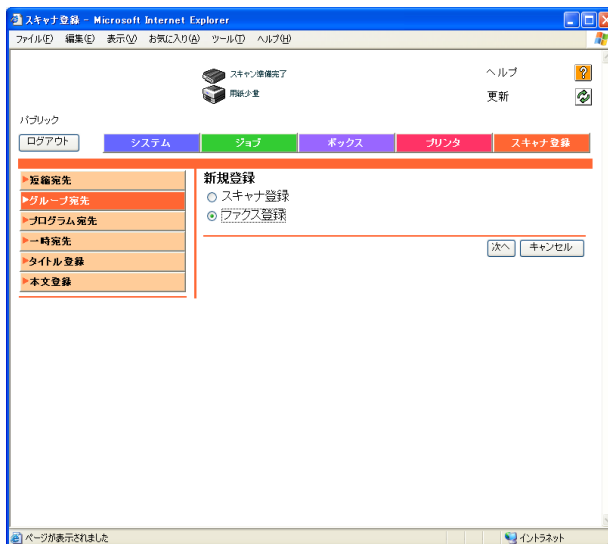 スキャナ登録 - Microsoft Internet Explorer
ファイル(F) 編集(E) 表示(V) お気に入り(A) ツール(T) ヘルプ(H)
スキャン準備完了
ヘルプ
用紙少量
更新
パブリック
ログアウト
システム ジョブ ボックス プリンタ スキャナ登録
短縮宛先
グループ宛先
プログラム宛先
一時宛先
タイトル登録
本文登録
新規登録
スキャナ登録
ファクス登録
次へ キャンセル
ページが表示されました
イントラネット